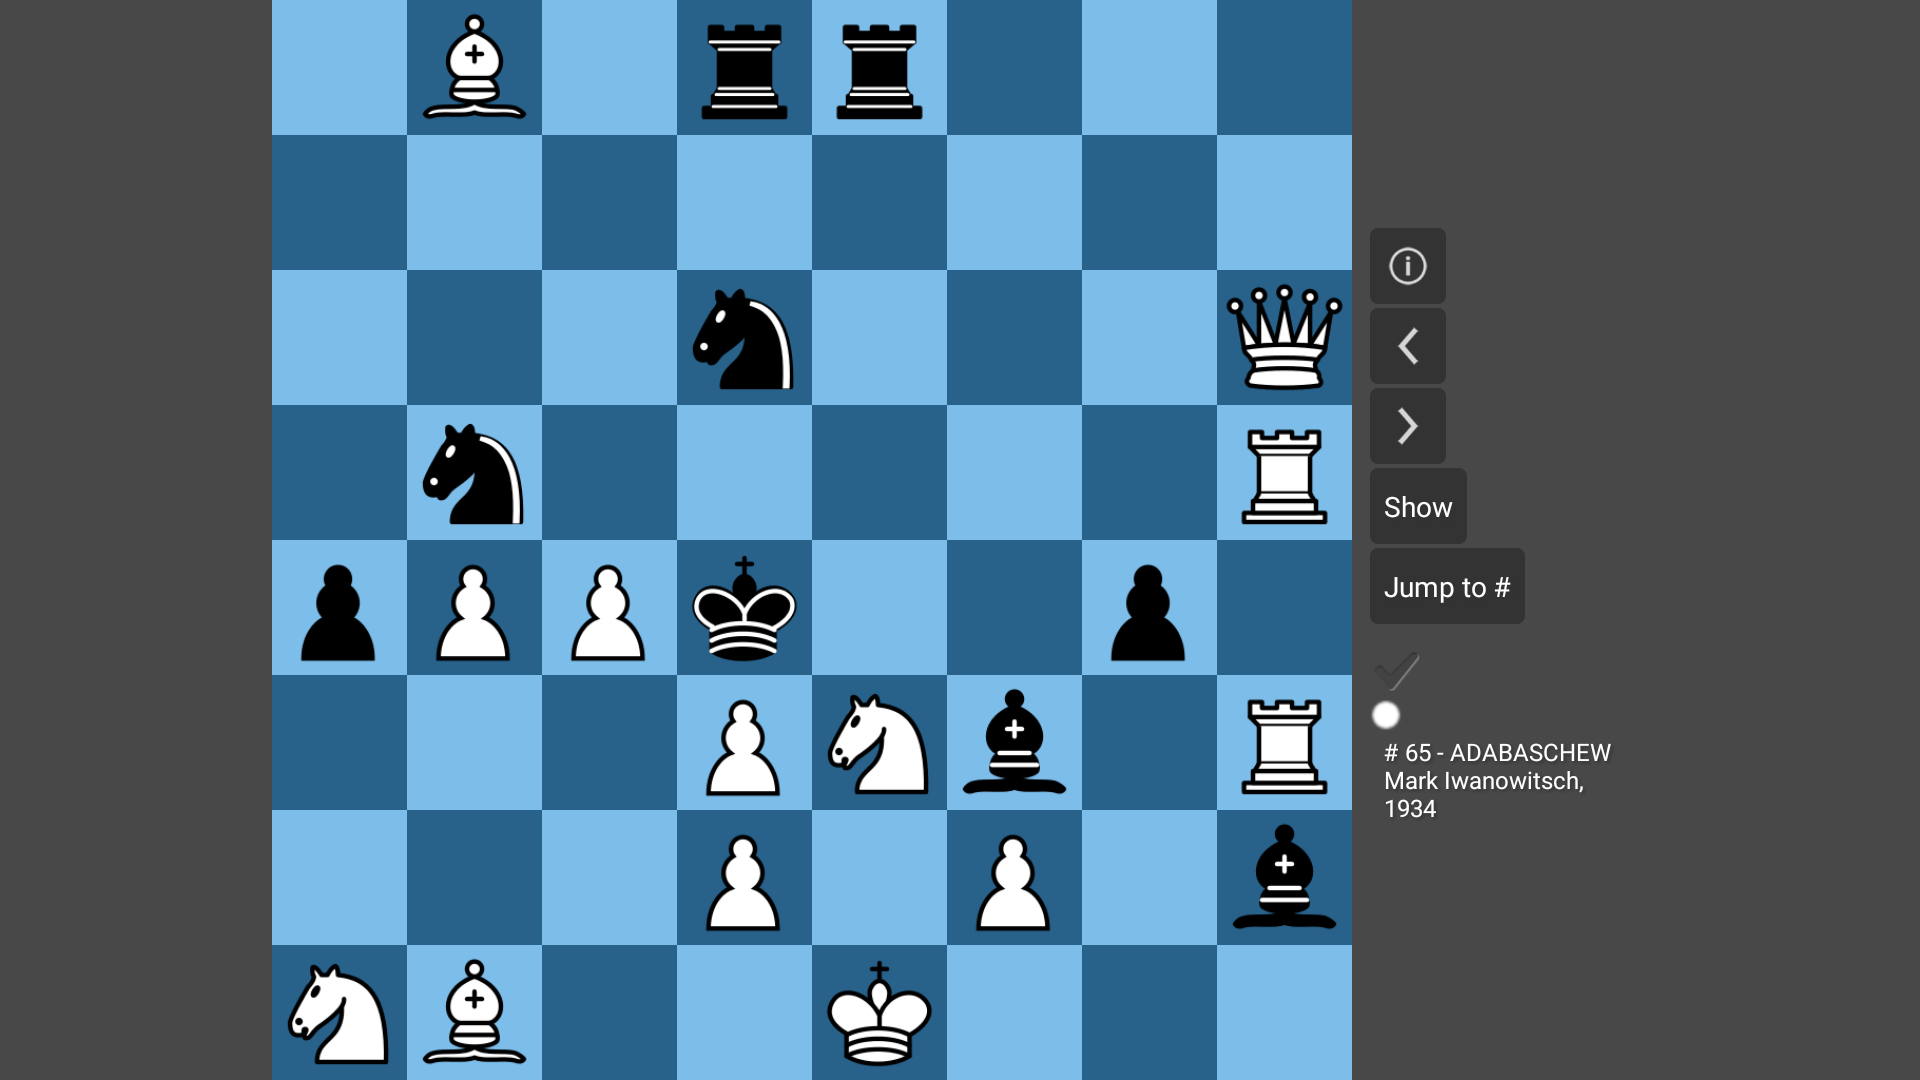 Show
Jump to #
# 65 - ADABASCHEW
Mark Iwanowitsch,
1934